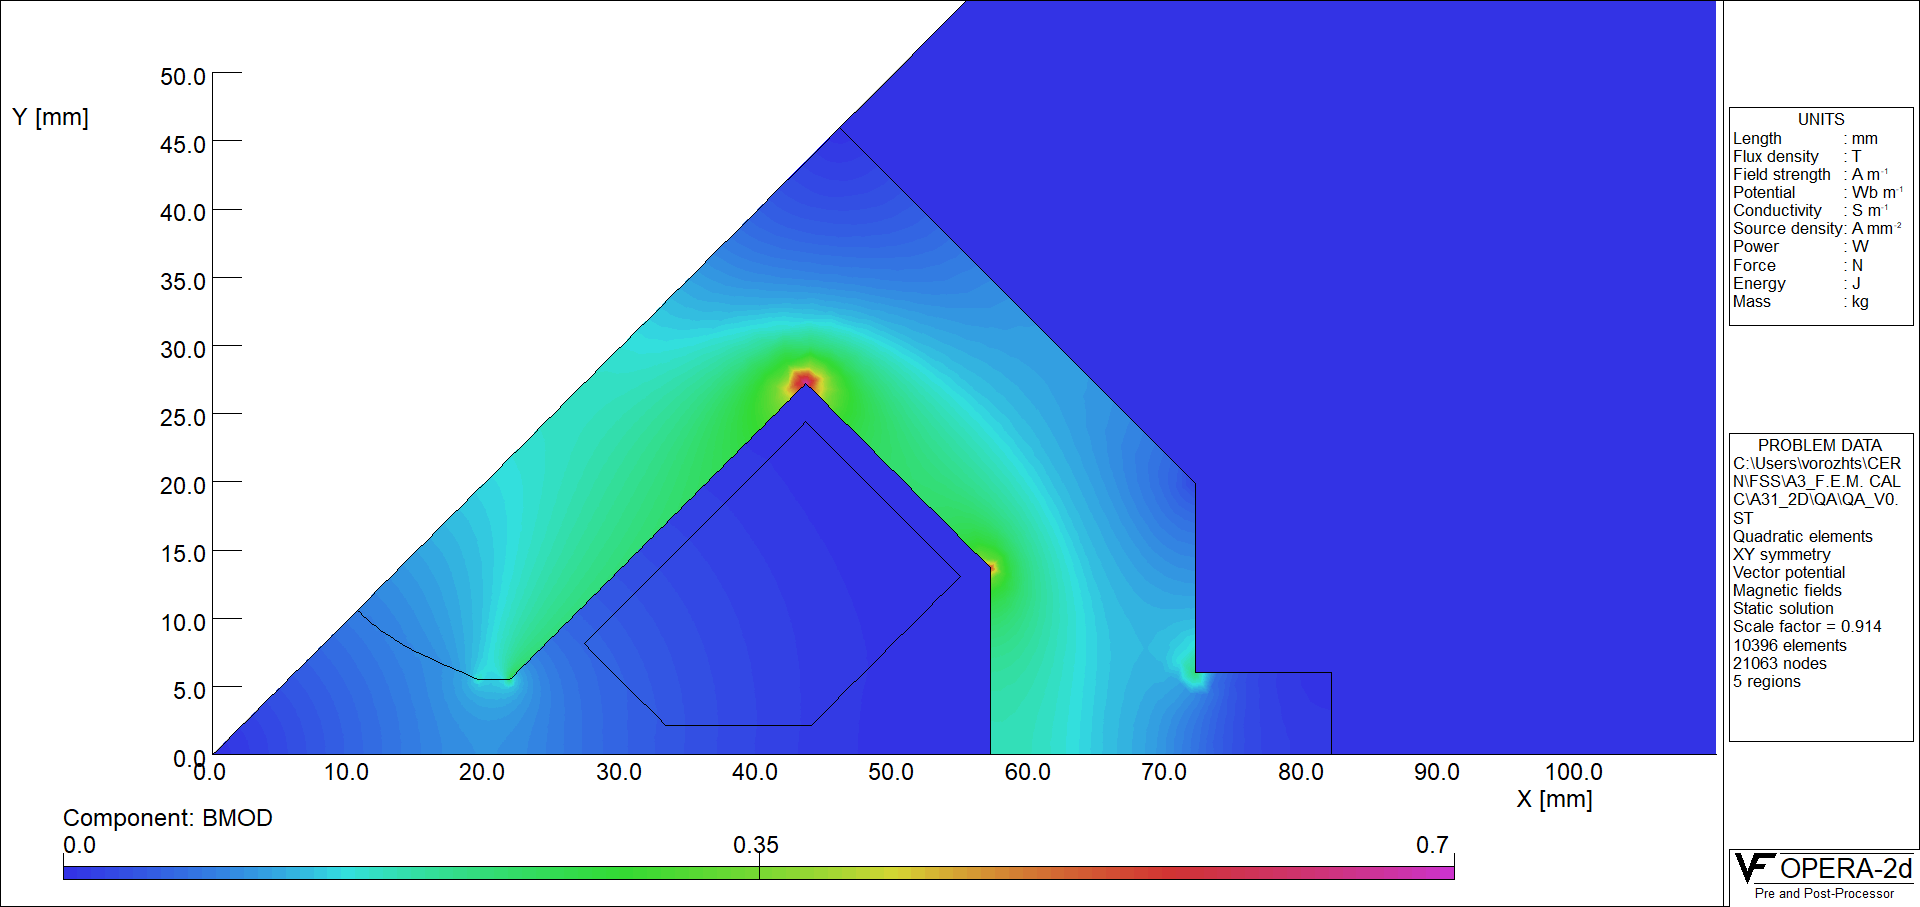 Y [mm]
50.0
45.0
40.0
35.0
30.0
25.0
20.0
15.0
10.0
5.0
0.0
0.0 10.0 20.0 30.0 40.0 50.0 60.0 70.0 80.0 90.0 100.0
X [mm]
Component: BMOD
0.0 0.35 0.7
UNITS
Length : mm
Flux density : T
Field strength : A m⁻¹
Potential : Wb m⁻¹
Conductivity : S m⁻¹
Source density: A mm⁻²
Power : W
Force : N
Energy : J
Mass : kg
PROBLEM DATA
C:\Users\vorozhts\CER
N\FSS\A3_F.E.M. CAL
C\A31_2D\QA\QA_V0.
ST
Quadratic elements
XY symmetry
Vector potential
Magnetic fields
Static solution
Scale factor = 0.914
10396 elements
21063 nodes
5 regions
VF OPERA-2d
Pre and Post-Processor